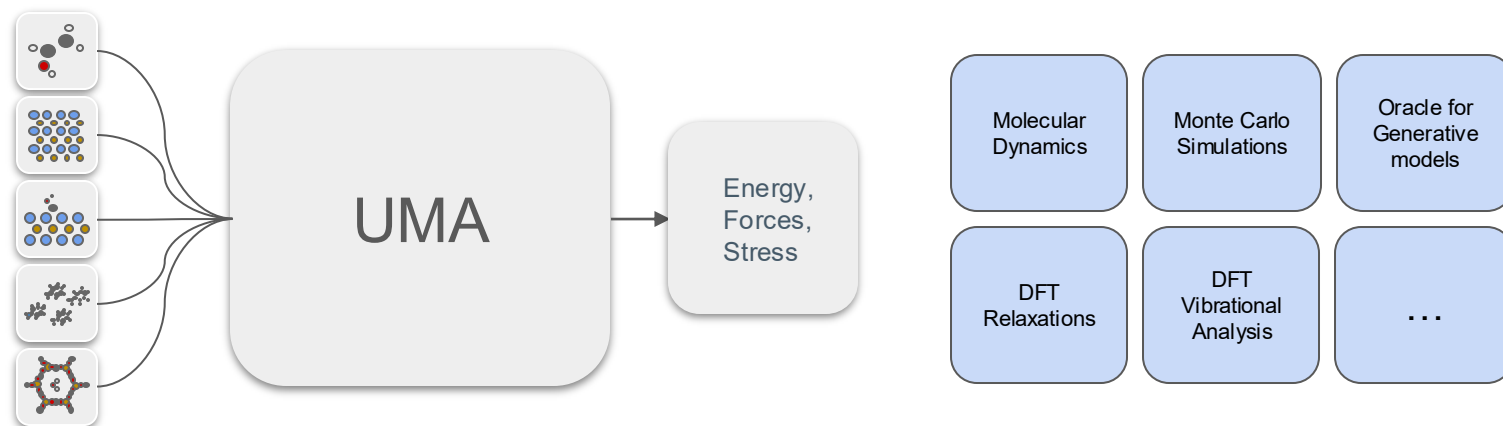 UMA
Energy,
Forces,
Stress
Molecular
Dynamics
Monte Carlo
Simulations
Oracle for
Generative
models
DFT
Relaxations
DFT
Vibrational
Analysis
...